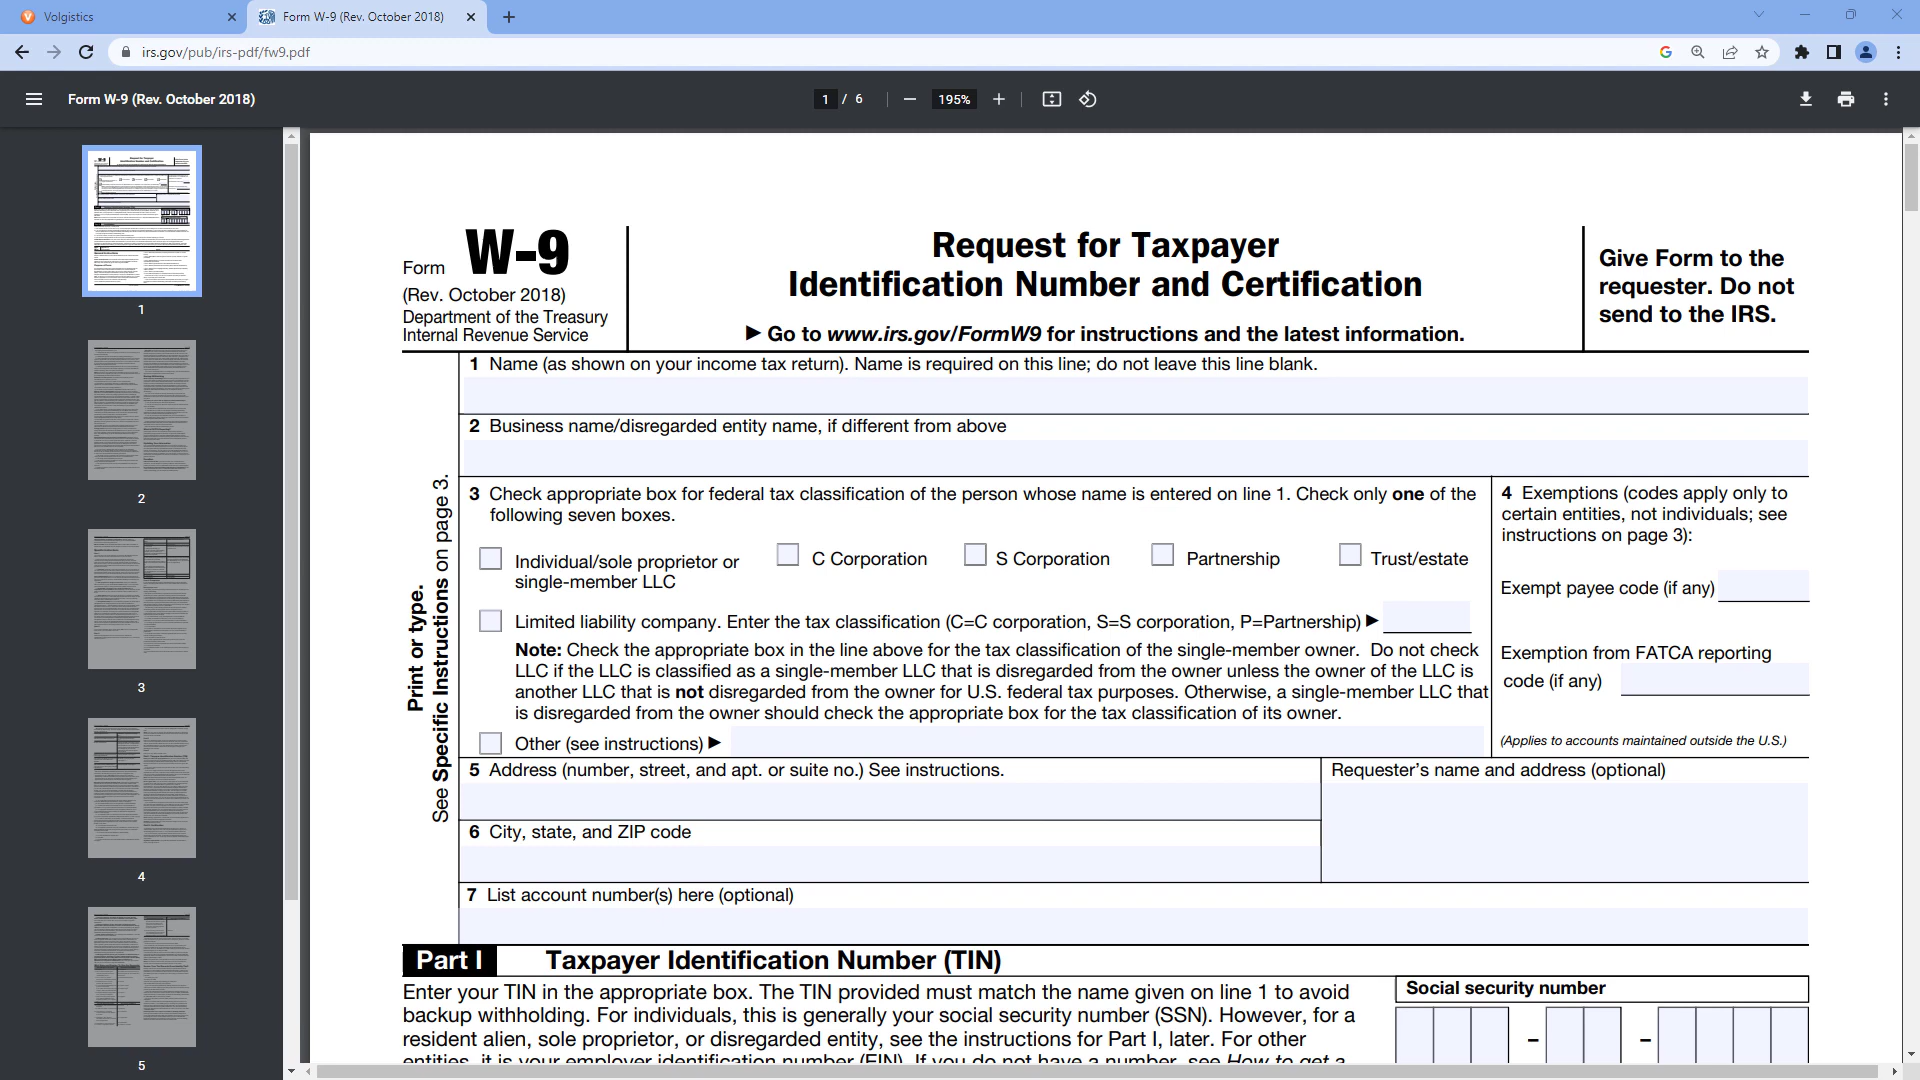 Volgistics
Form W-9 (Rev. October 2018)
irs.gov/pub/irs-pdf/fw9.pdf
Form W-9 (Rev. October 2018)
1 / 6
195%
1
2
3
4
5
Form W-9
(Rev. October 2018)
Department of the Treasury
Internal Revenue Service
Request for Taxpayer
Identification Number and Certification
▶ Go to www.irs.gov/FormW9 for instructions and the latest information.
Give Form to the
requester. Do not
send to the IRS.
Print or type.
See Specific Instructions on page 3.
1 Name (as shown on your income tax return). Name is required on this line; do not leave this line blank.
2 Business name/disregarded entity name, if different from above
3 Check appropriate box for federal tax classification of the person whose name is entered on line 1. Check only one of the
following seven boxes.
Individual/sole proprietor or
single-member LLC
C Corporation
S Corporation
Partnership
Trust/estate
Limited liability company. Enter the tax classification (C=C corporation, S=S corporation, P=Partnership) ▶
Note: Check the appropriate box in the line above for the tax classification of the single-member owner. Do not check
LLC if the LLC is classified as a single-member LLC that is disregarded from the owner unless the owner of the LLC is
another LLC that is not disregarded from the owner for U.S. federal tax purposes. Otherwise, a single-member LLC that
is disregarded from the owner should check the appropriate box for the tax classification of its owner.
Other (see instructions) ▶
4 Exemptions (codes apply only to
certain entities, not individuals; see
instructions on page 3):
Exempt payee code (if any)
Exemption from FATCA reporting
code (if any)
(Applies to accounts maintained outside the U.S.)
5 Address (number, street, and apt. or suite no.) See instructions.
Requester's name and address (optional)
6 City, state, and ZIP code
7 List account number(s) here (optional)
Part I Taxpayer Identification Number (TIN)
Enter your TIN in the appropriate box. The TIN provided must match the name given on line 1 to avoid
backup withholding. For individuals, this is generally your social security number (SSN). However, for a
resident alien, sole proprietor, or disregarded entity, see the instructions for Part I, later. For other
entities, it is your employer identification number (EIN). If you do not have a number, see How to get a
Social security number
– –